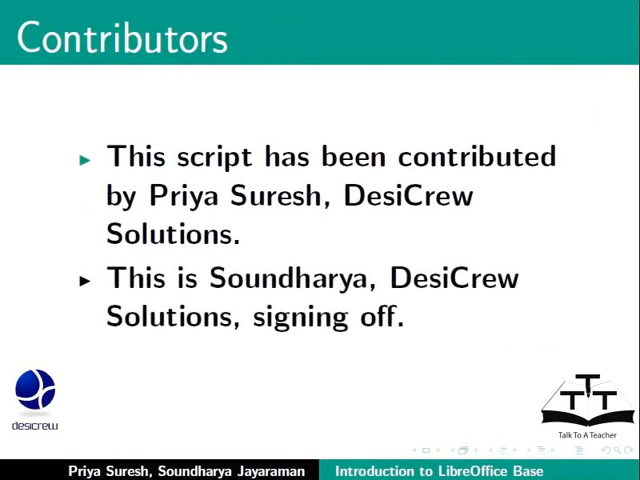 Contributors
This script has been contributed
by Priya Suresh, DesiCrew
Solutions.
This is Soundharya, DesiCrew
Solutions, signing off.
desicrew
T T T
Talk To A Teacher
Priya Suresh, Soundharya Jayaraman Introduction to LibreOffice Base